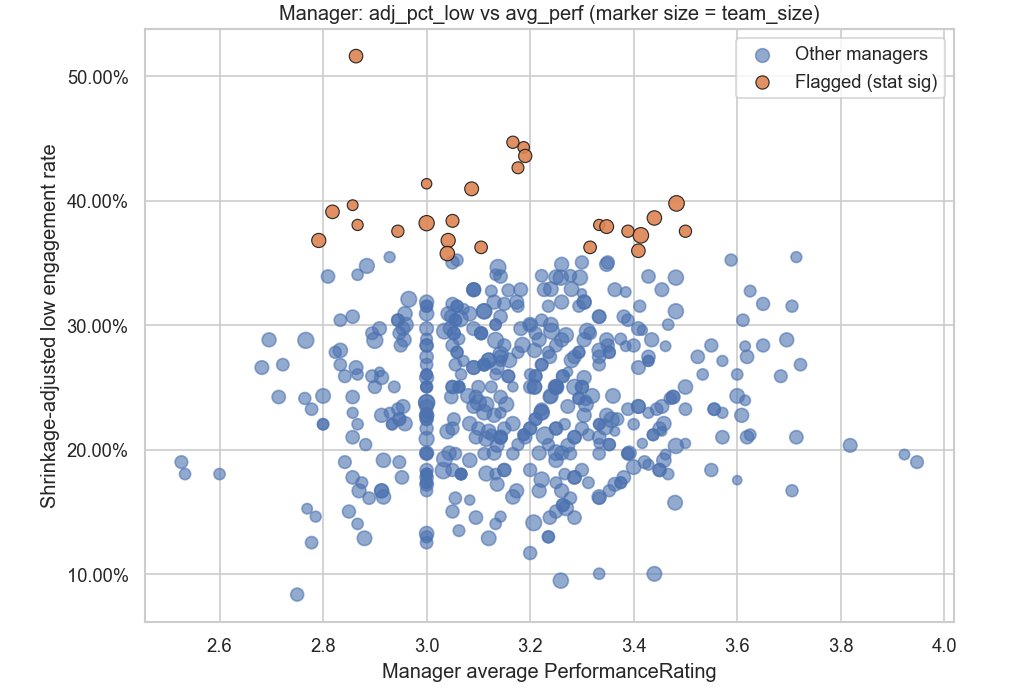 Manager: adj_pct_low vs avg_perf (marker size = team_size)
Other managers
Flagged (stat sig)
50.00%
40.00%
30.00%
20.00%
10.00%
Shrinkage-adjusted low engagement rate
2.6 2.8 3.0 3.2 3.4 3.6 3.8 4.0
Manager average PerformanceRating